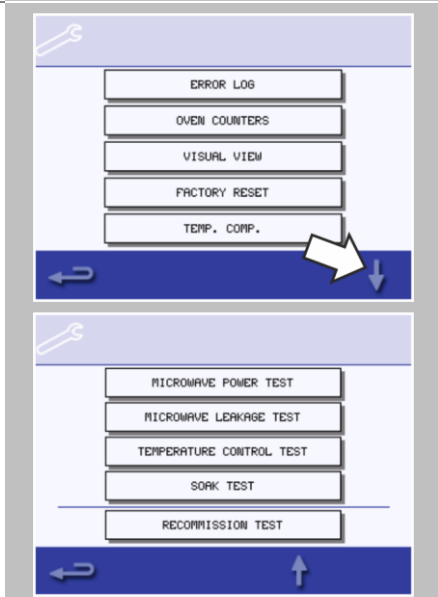 ERROR LOG
OVEN COUNTERS
VISUAL VIEW
FACTORY RESET
TEMP. COMP.
MICROWAVE POWER TEST
MICROWAVE LEAKAGE TEST
TEMPERATURE CONTROL TEST
SOAK TEST
RECOMMISSION TEST